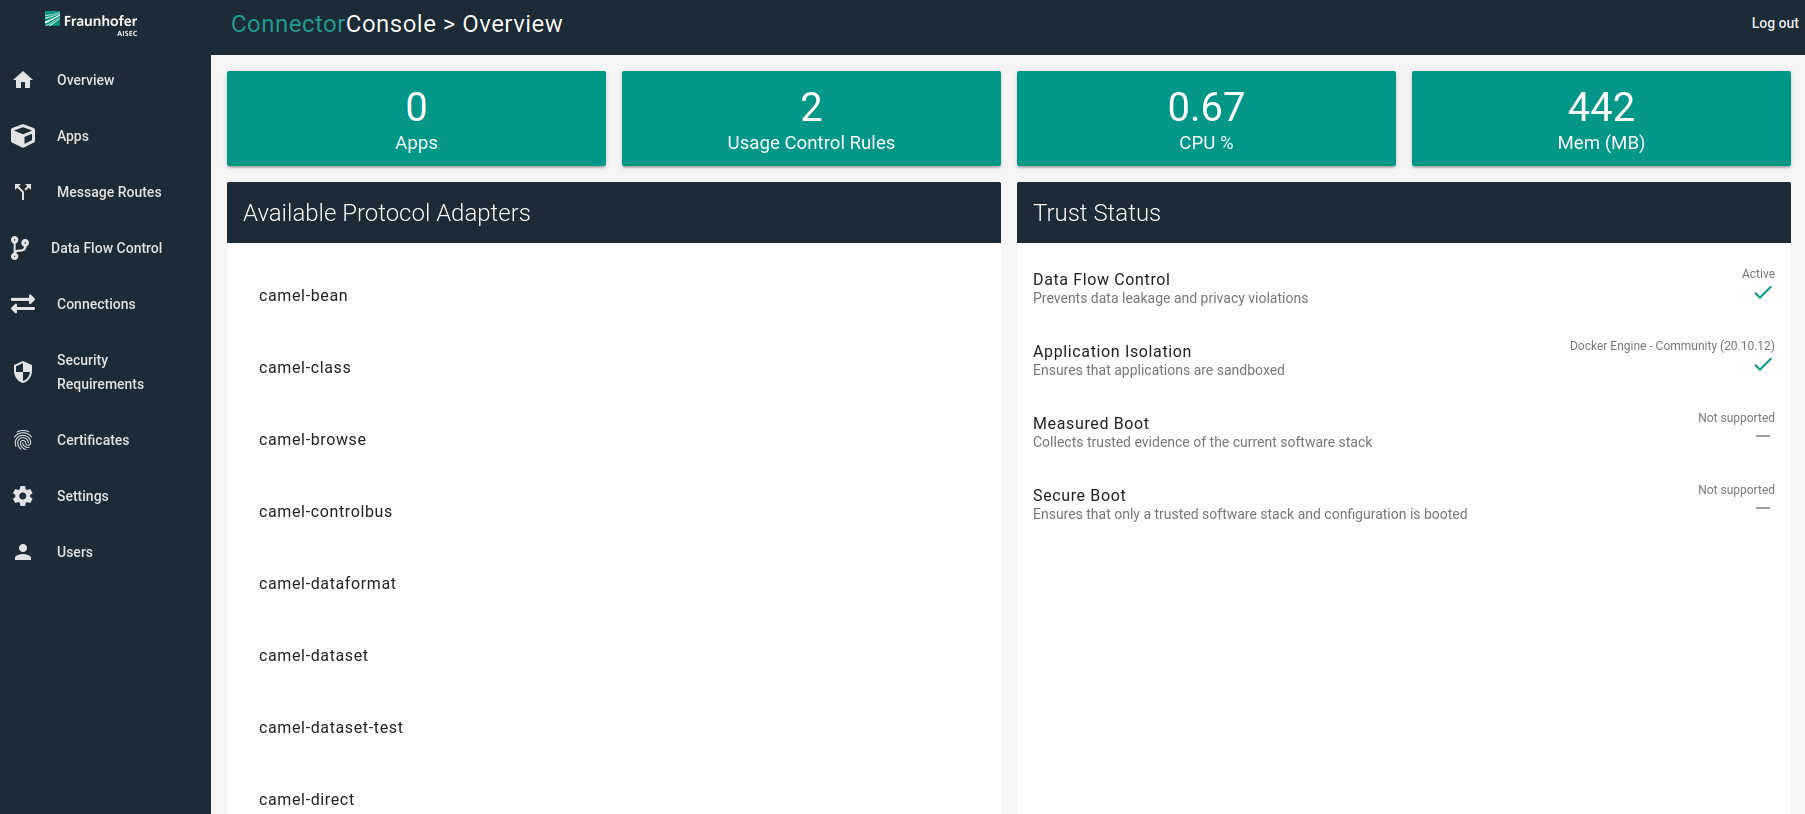 Fraunhofer
AISEC
ConnectorConsole > Overview
Log out
Overview
Apps
Message Routes
Data Flow Control
Connections
Security
Requirements
Certificates
Settings
Users
0
Apps
2
Usage Control Rules
0.67
CPU %
442
Mem (MB)
Available Protocol Adapters
camel-bean
camel-class
camel-browse
camel-controlbus
camel-dataformat
camel-dataset
camel-dataset-test
camel-direct
Trust Status
Data Flow Control
Active
Prevents data leakage and privacy violations
Application Isolation
Docker Engine - Community (20.10.12)
Ensures that applications are sandboxed
Measured Boot
Not supported
Collects trusted evidence of the current software stack
Secure Boot
Not supported
Ensures that only a trusted software stack and configuration is booted